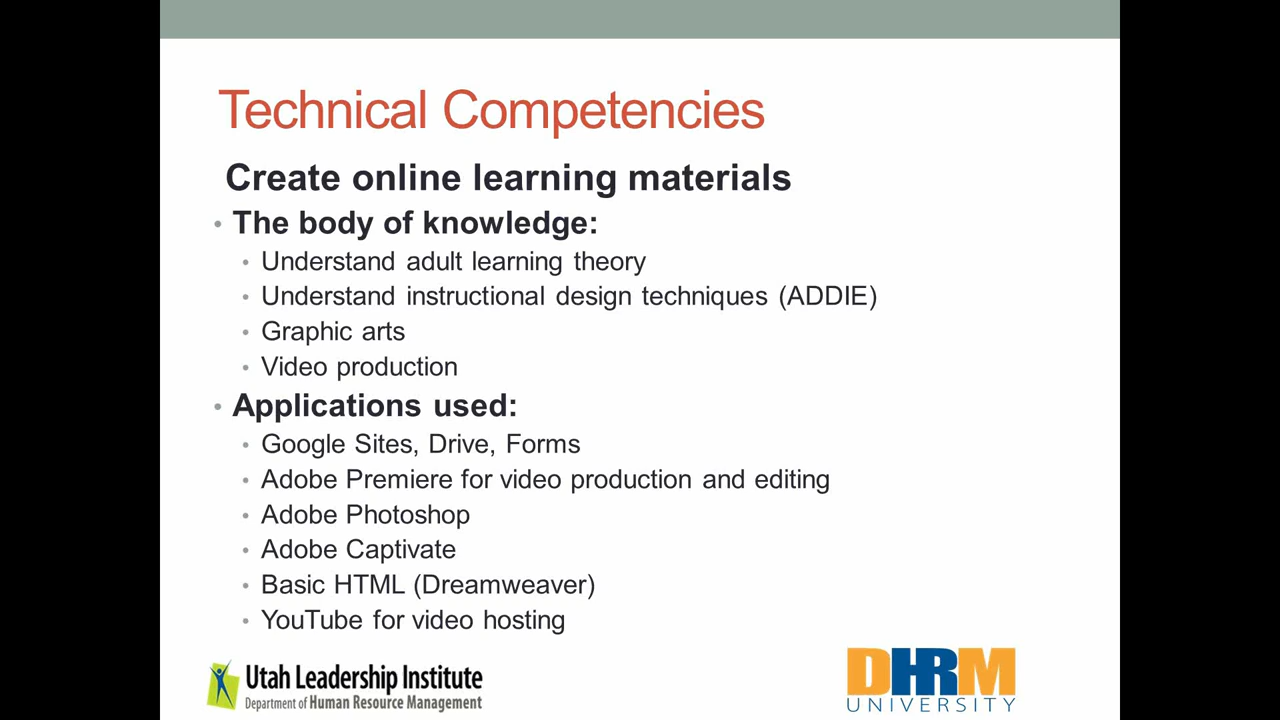 Technical Competencies
Create online learning materials
• The body of knowledge:
• Understand adult learning theory
• Understand instructional design techniques (ADDIE)
• Graphic arts
• Video production
• Applications used:
• Google Sites, Drive, Forms
• Adobe Premiere for video production and editing
• Adobe Photoshop
• Adobe Captivate
• Basic HTML (Dreamweaver)
• YouTube for video hosting
Utah Leadership Institute
Department of Human Resource Management
DHRM
UNIVERSITY